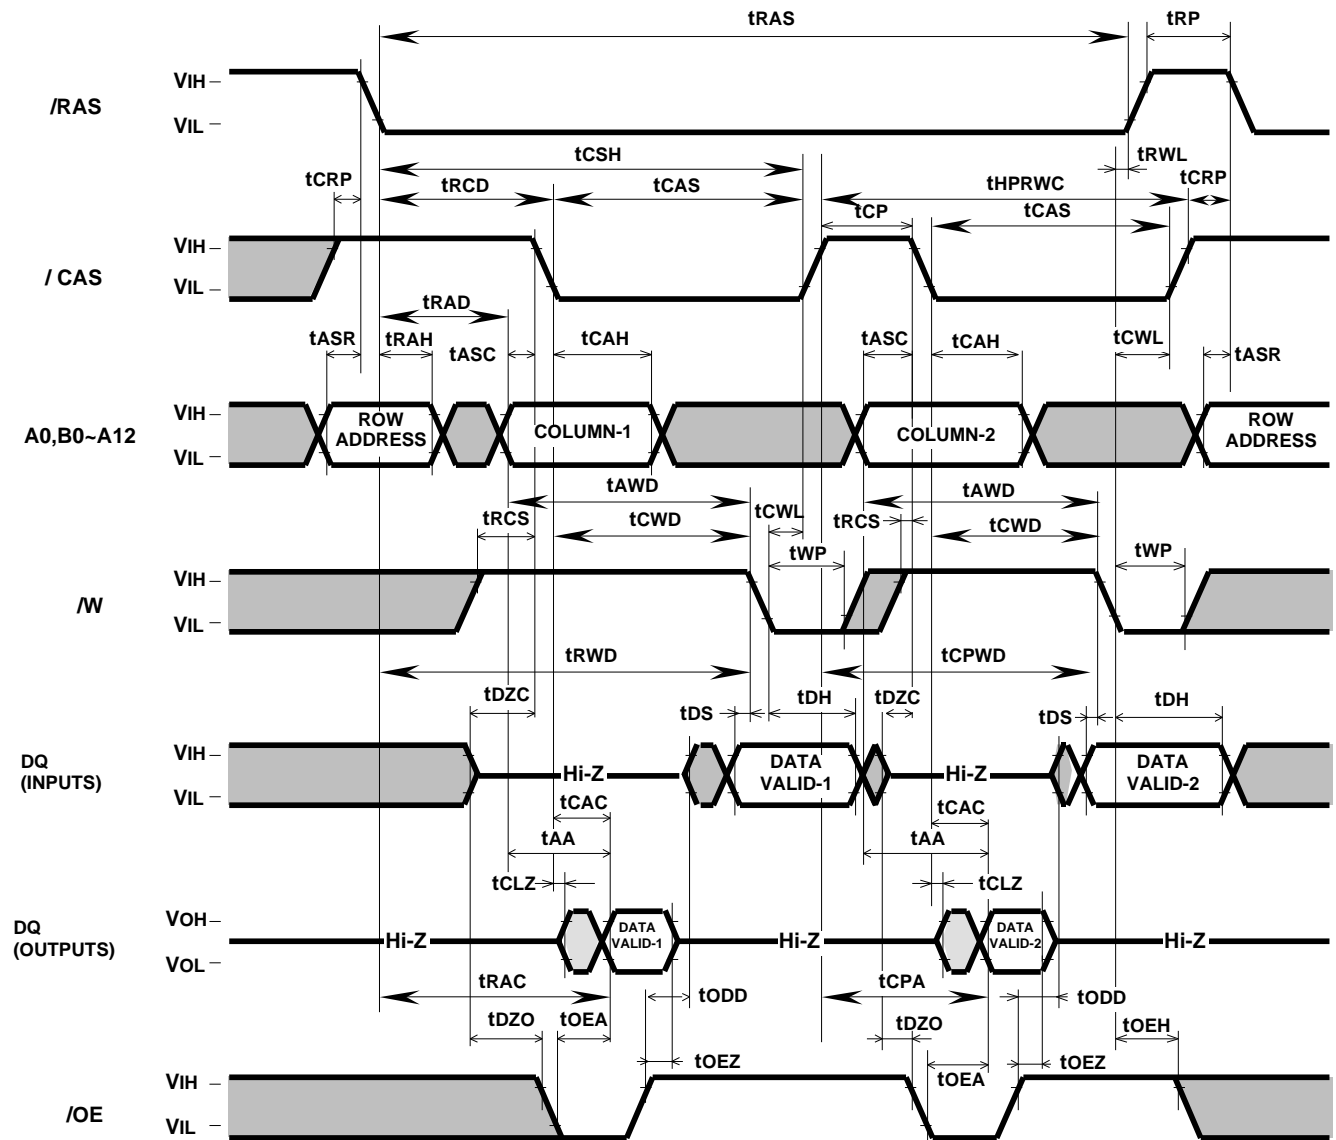 tRAS
tRP
/RAS
VIH
VIL
tCSH
tRWL
tCRP
tRCD
tCAS
tHPRWC
tCRP
tCP
tCAS
/ CAS
VIH
VIL
tRAD
tASR
tRAH
tASC
tCAH
tASC
tCAH
tCWL
tASR
A0,B0~A12
VIH
VIL
ROW
ADDRESS
COLUMN-1
COLUMN-2
ROW
ADDRESS
tAWD
tAWD
tRCS
tCWD
tCWL
tRCS
tCWD
tWP
tWP
/W
VIH
VIL
tRWD
tCPWD
tDZC
tDS
tDH
tDZC
tDS
tDH
DQ
(INPUTS)
VIH
VIL
Hi-Z
DATA
VALID-1
Hi-Z
DATA
VALID-2
tCAC
tCAC
tAA
tAA
tCLZ
tCLZ
DQ
(OUTPUTS)
VOH
VOL
Hi-Z
DATA
VALID-1
Hi-Z
DATA
VALID-2
Hi-Z
tRAC
tODD
tCPA
tODD
tDZO
tOEA
tDZO
tOEH
tOEZ
tOEA
tOEZ
/OE
VIH
VIL